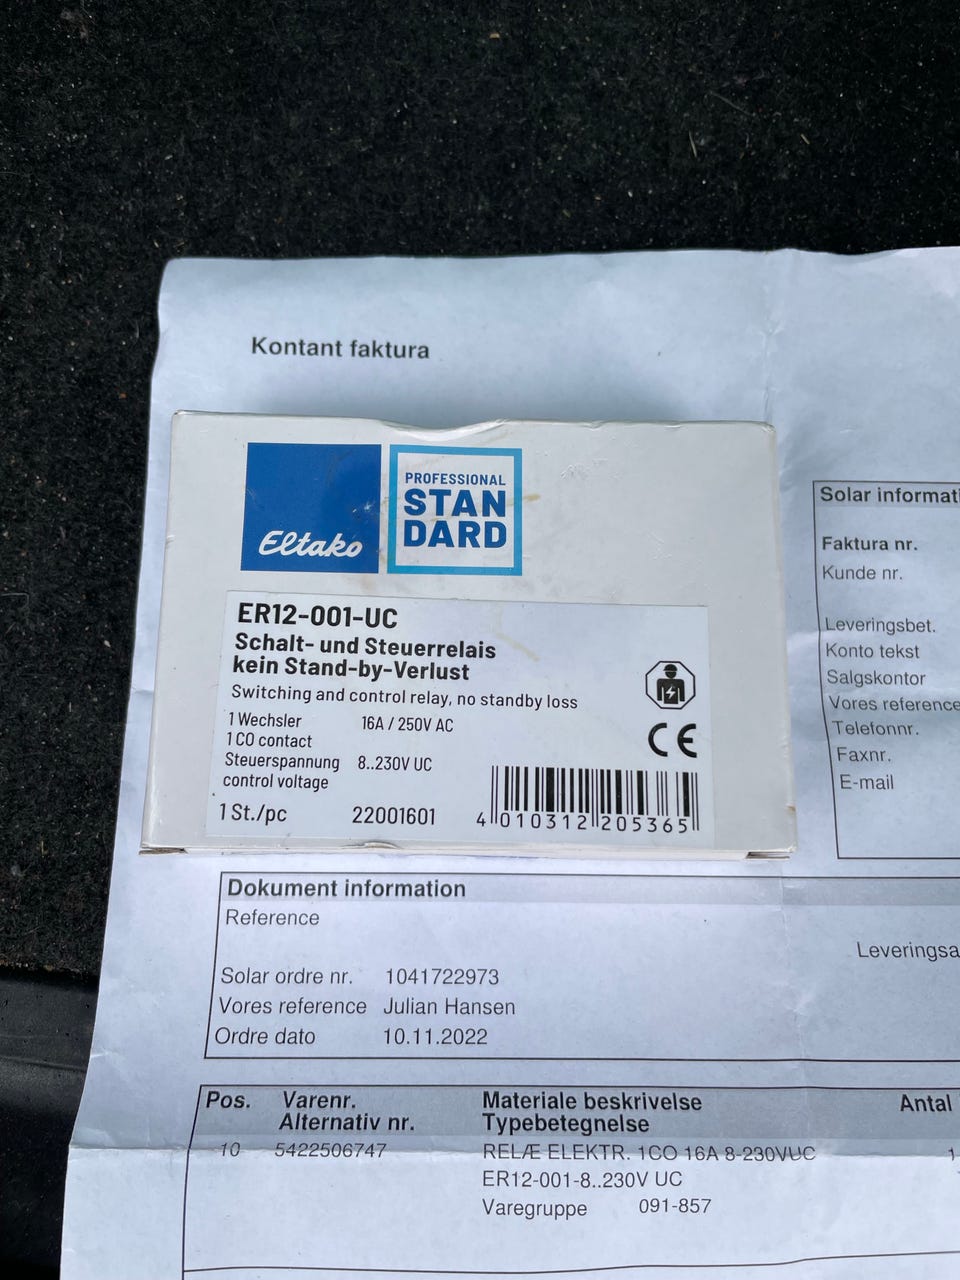 Kontant faktura
Eltako
PROFESSIONAL
STAN
DARD
ER12-001-UC
Schalt- und Steuerrelais
kein Stand-by-Verlust
Switching and control relay, no standby loss
1 Wechsler 16A / 250V AC
1 CO contact
Steuerspannung 8..230V UC
control voltage
1 St./pc 22001601
4 010312 205365
CE
Solar informati
Faktura nr.
Kunde nr.
Leveringsbet.
Konto tekst
Salgskontor
Vores reference
Telefonnr.
Faxnr.
E-mail
Dokument information
Reference
Leveringsa
Solar ordre nr. 1041722973
Vores reference Julian Hansen
Ordre dato 10.11.2022
Pos. Varenr. Materiale beskrivelse Antal
Alternativ nr. Typebetegnelse
10 5422506747 RELÆ ELEKTR. 1CO 16A 8-230VUC 1
ER12-001-8..230V UC
Varegruppe 091-857